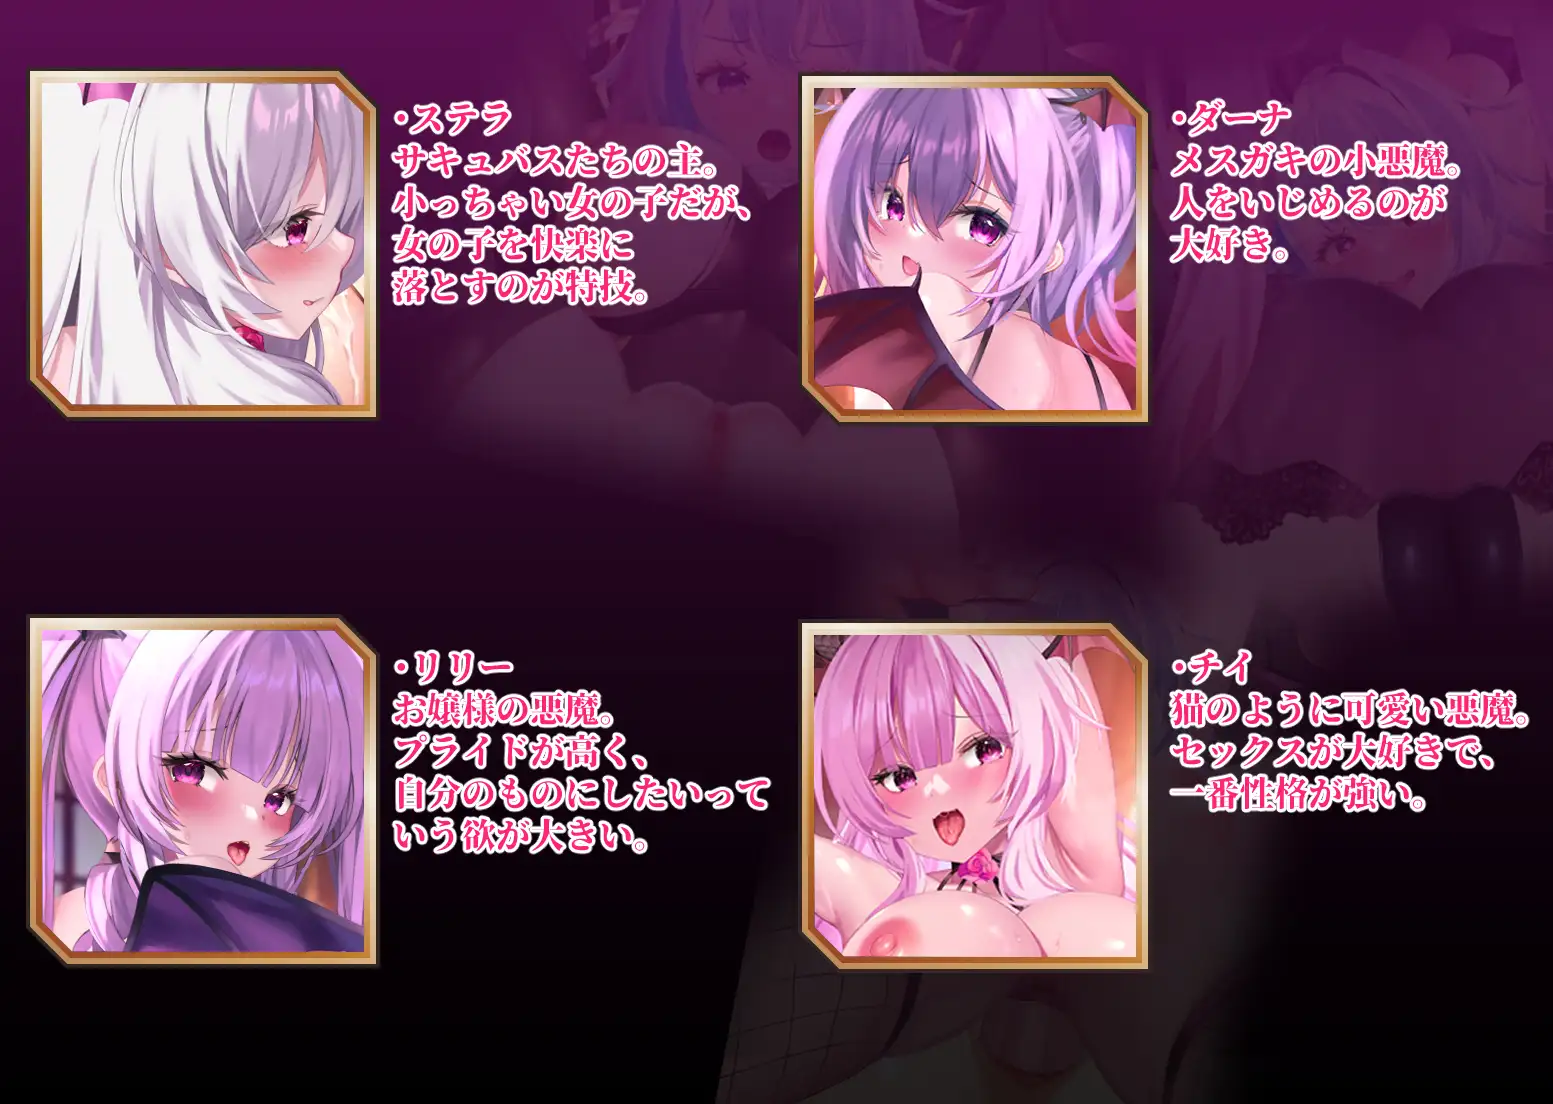 ・ステラ
サキュバスたちの主。
小っちゃい女の子だが、
女の子を快楽に
落とすのが特技。
・ダーナ
メスガキの小悪魔。
人をいじめるのが
大好き。
・リリー
お嬢様の悪魔。
プライドが高く、
自分のものにしたいって
いう欲が大きい。
・チイ
猫のように可愛い悪魔。
セックスが大好きで、
一番性格が強い。